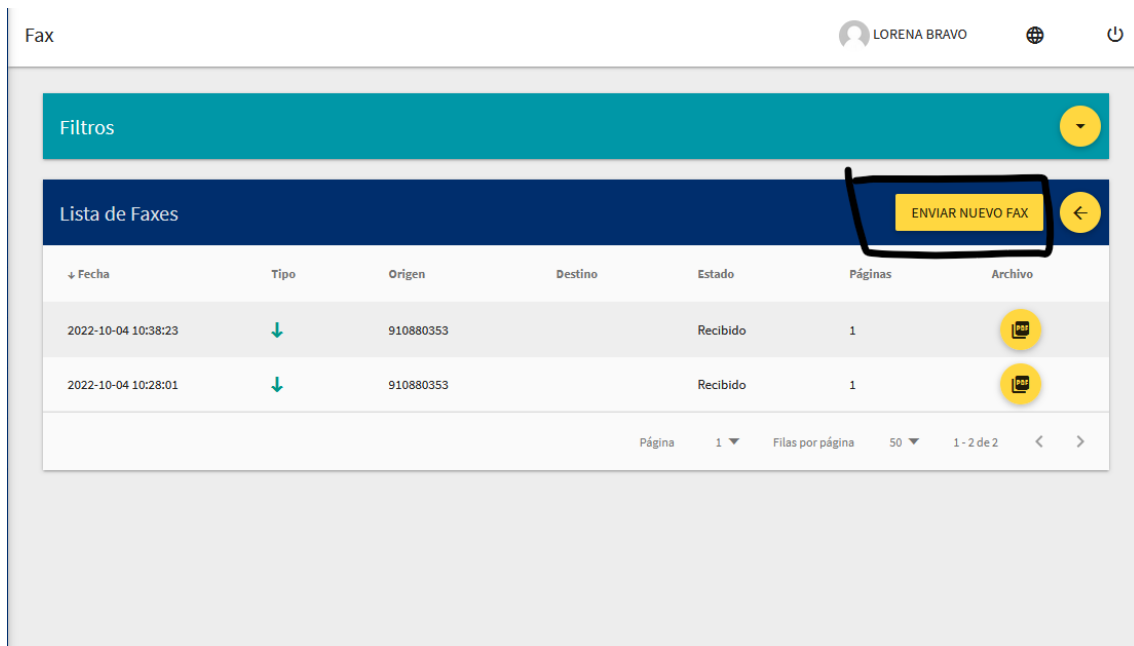 Fax
LORENA BRAVO
Filtros
Lista de Faxes
ENVIAR NUEVO FAX
Fecha Tipo Origen Destino Estado Páginas Archivo
2022-10-04 10:38:23 910880353 Recibido 1 PDF
2022-10-04 10:28:01 910880353 Recibido 1 PDF
Página 1 Filas por página 50 1 - 2 de 2